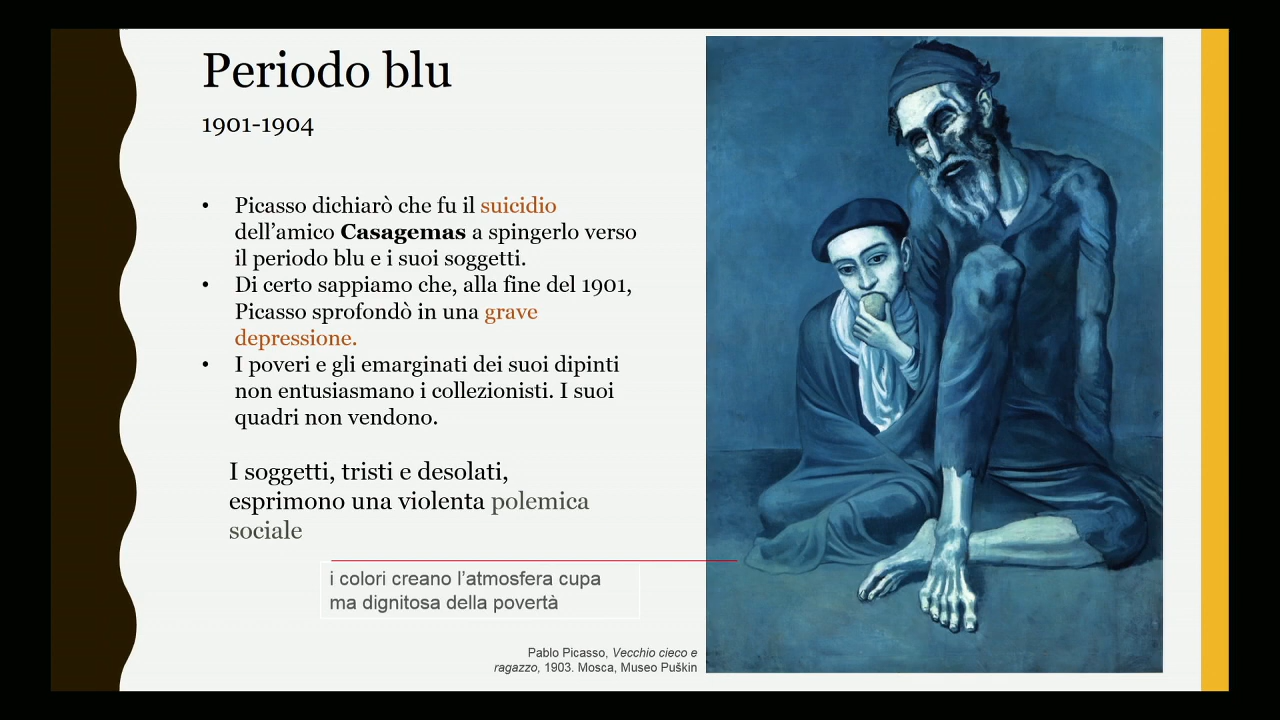 Periodo blu
1901-1904
• Picasso dichiarò che fu il suicidio
dell'amico Casagemas a spingerlo verso
il periodo blu e i suoi soggetti.
• Di certo sappiamo che, alla fine del 1901,
Picasso sprofondò in una grave
depressione.
• I poveri e gli emarginati dei suoi dipinti
non entusiasmano i collezionisti. I suoi
quadri non vendono.
I soggetti, tristi e desolati,
esprimono una violenta polemica
sociale
i colori creano l'atmosfera cupa
ma dignitosa della povertà
Pablo Picasso, Vecchio cieco e
ragazzo, 1903. Mosca, Museo Puškin